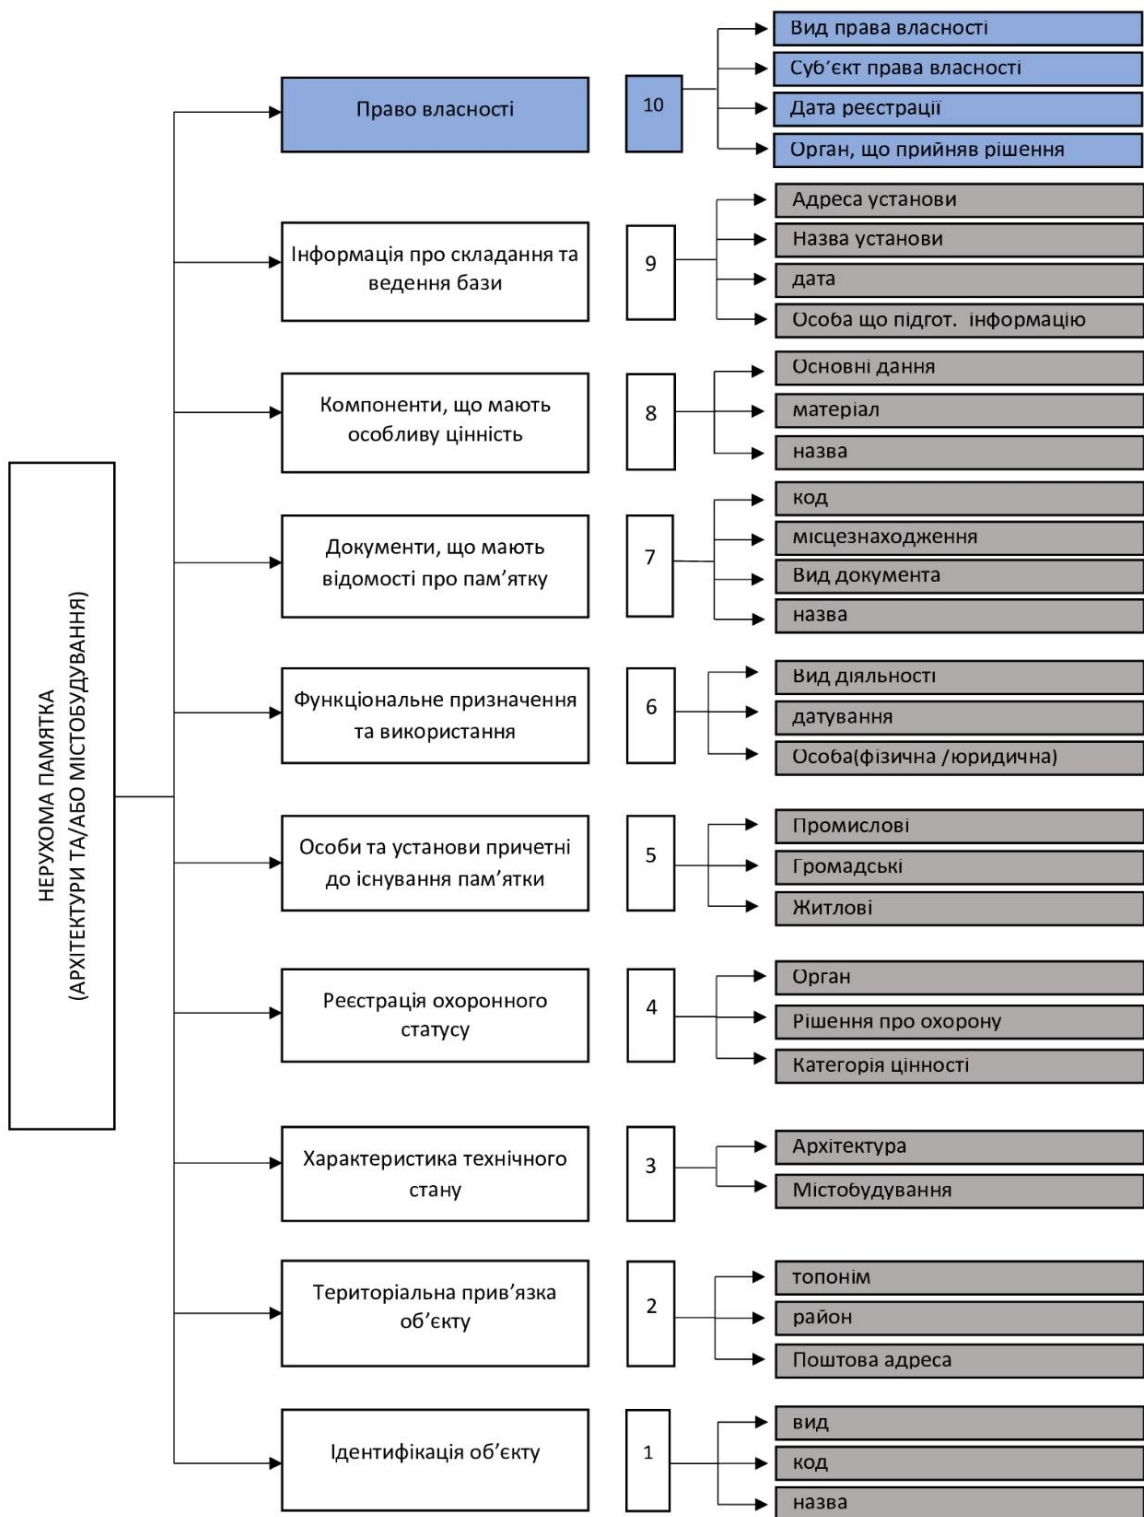 НЕРУХОМА ПАМЯТКА
(АРХІТЕКТУРИ ТА/АБО МІСТОБУДУВАННЯ)
Право власності
10
Вид права власності
Суб’єкт права власності
Дата реєстрації
Орган, що прийняв рішення
Інформація про складання та
ведення бази
9
Адреса установи
Назва установи
дата
Особа що підгот. інформацію
Компоненти, що мають
особливу цінність
8
Основні дання
матеріал
назва
Документи, що мають
відомості про пам’ятку
7
код
місцезнаходження
Вид документа
назва
Функціональне призначення
та використання
6
Вид діяльності
датування
Особа(фізична /юридична)
Особи та установи причетні
до існування пам’ятки
5
Промислові
Громадські
Житлові
Реєстрація охоронного
статусу
4
Орган
Рішення про охорону
Категорія цінності
Характеристика технічного
стану
3
Архітектура
Містобудування
Територіальна прив’язка
об’єкту
2
топонім
район
Поштова адреса
Ідентифікація об’єкту
1
вид
код
назва